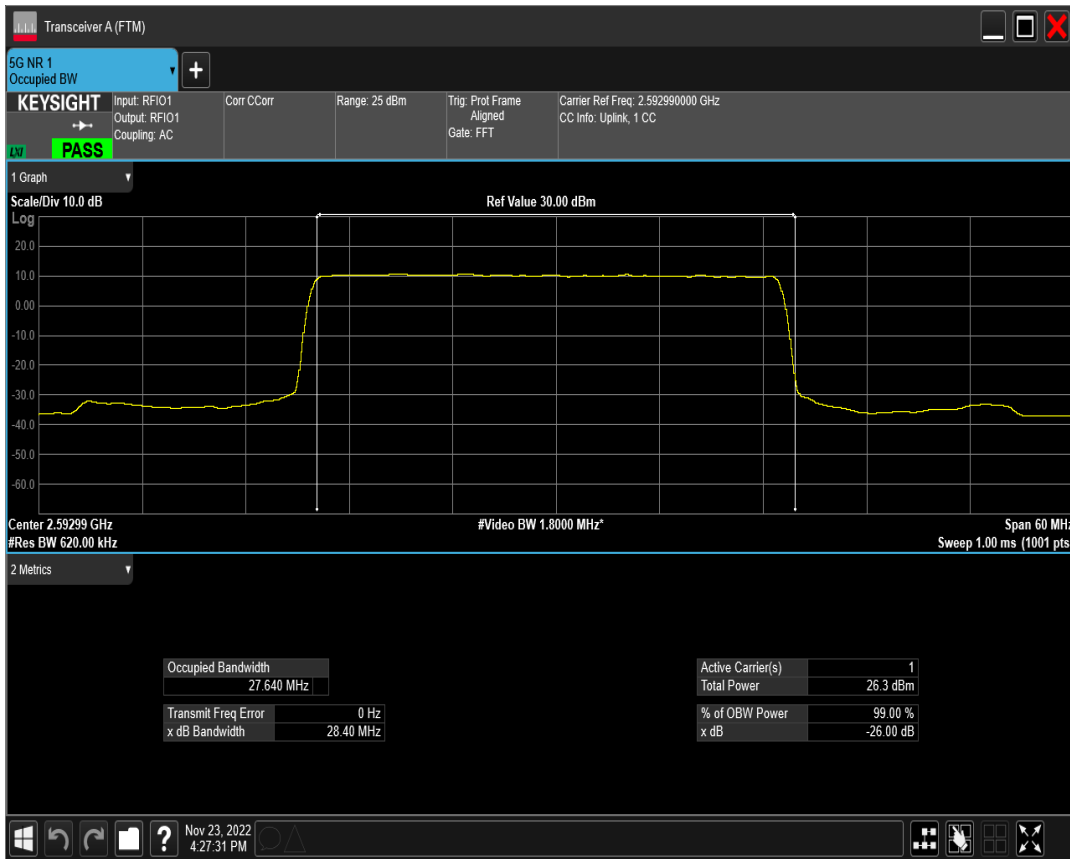 Transceiver A (FTM)
5G NR 1
Occupied BW
KEYSIGHT
LXI
PASS
Input: RFIO1
Output: RFIO1
Coupling: AC
Corr CCorr
Range: 25 dBm
Trig: Prot Frame
Aligned
Gate: FFT
Carrier Ref Freq: 2.592990000 GHz
CC Info: Uplink, 1 CC
1 Graph
Scale/Div 10.0 dB
Ref Value 30.00 dBm
Log
20.0
10.0
0.00
-10.0
-20.0
-30.0
-40.0
-50.0
-60.0
Center 2.59299 GHz
#Video BW 1.8000 MHz*
Span 60 MHz
#Res BW 620.00 kHz
Sweep 1.00 ms (1001 pts
2 Metrics
Occupied Bandwidth
27.640 MHz
Transmit Freq Error 0 Hz
x dB Bandwidth 28.40 MHz
Active Carrier(s) 1
Total Power 26.3 dBm
% of OBW Power 99.00 %
x dB -26.00 dB
?
Nov 23, 2022
4:27:31 PM